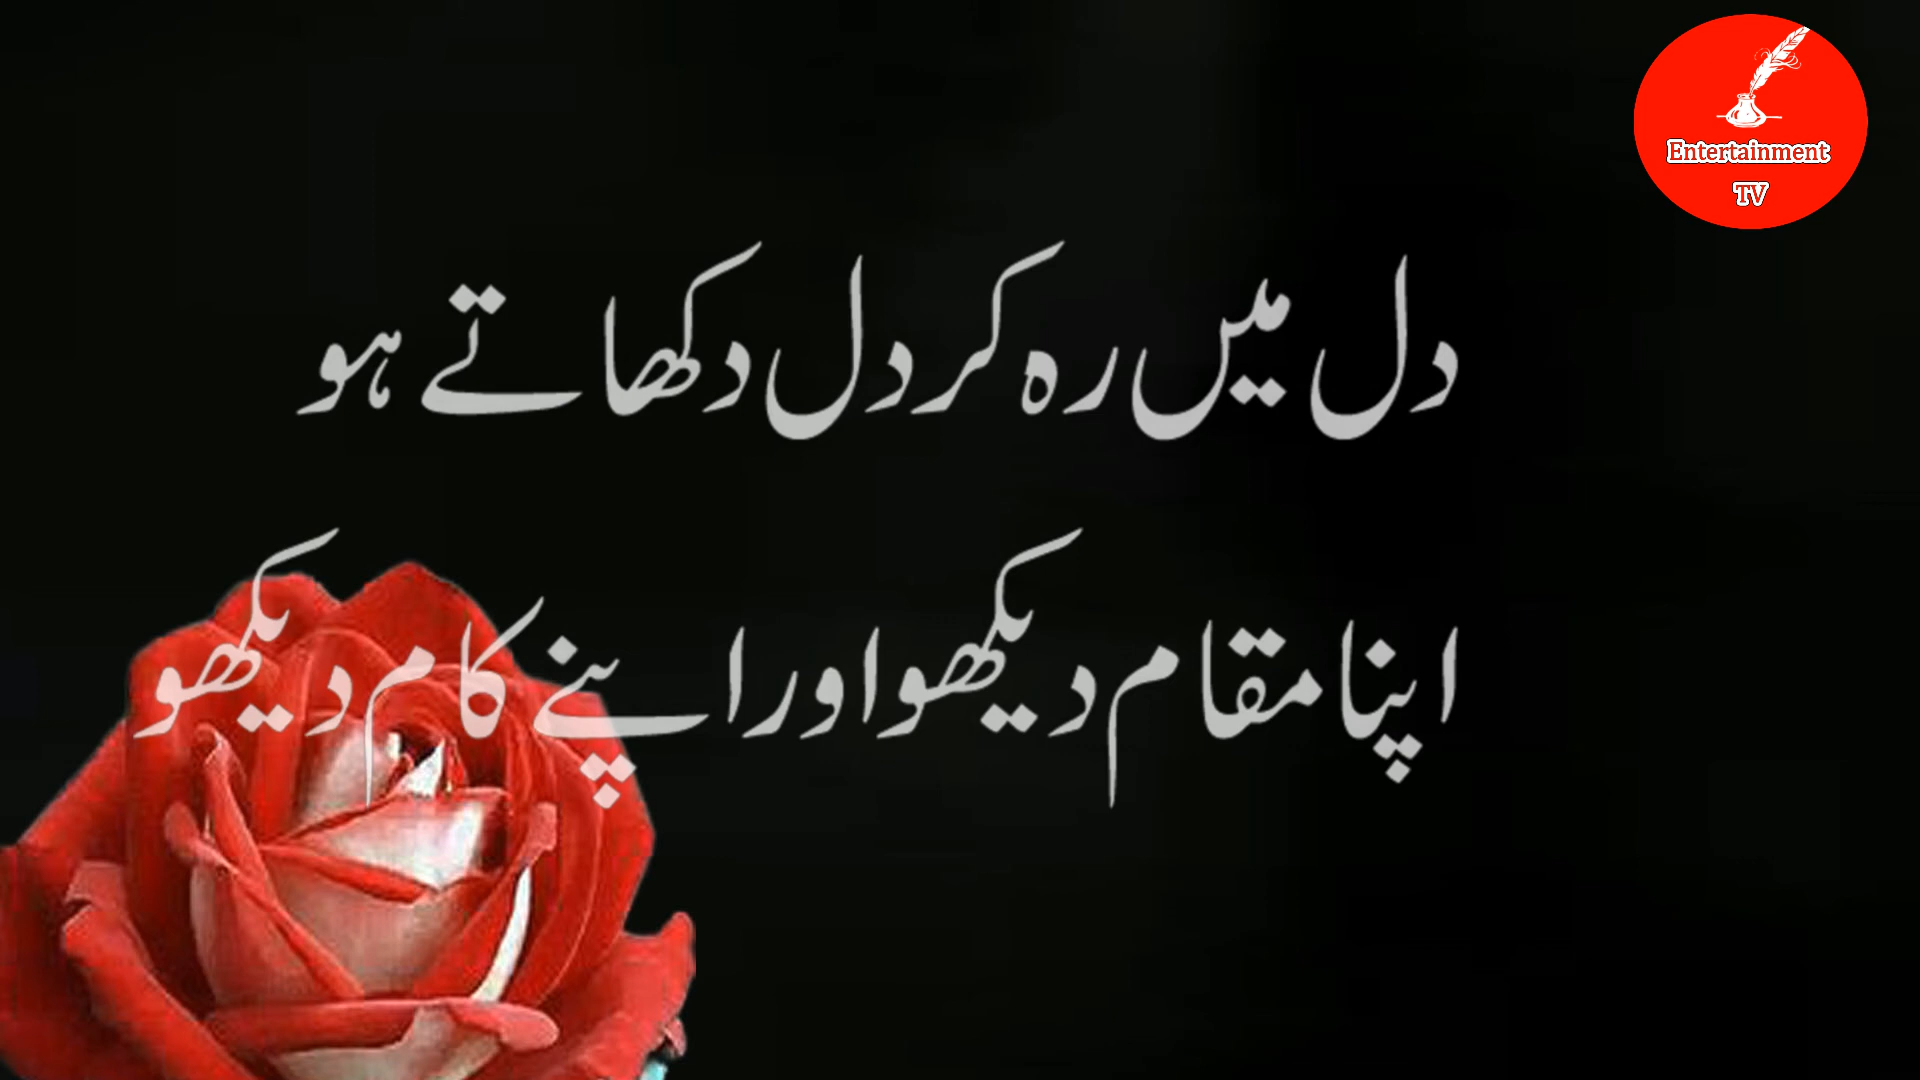 Entertainment
TV
دل میں رہ کر دل دکھاتے ہو
اپنا مقام دیکھو اور اپنے کام دیکھو